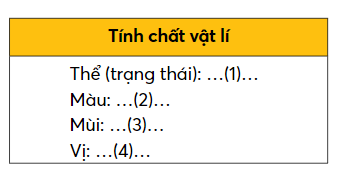 Tính chất vật lí
Thể (trạng thái): ...(1)...
Màu: ...(2)...
Mùi: ...(3)...
Vị: ...(4)...